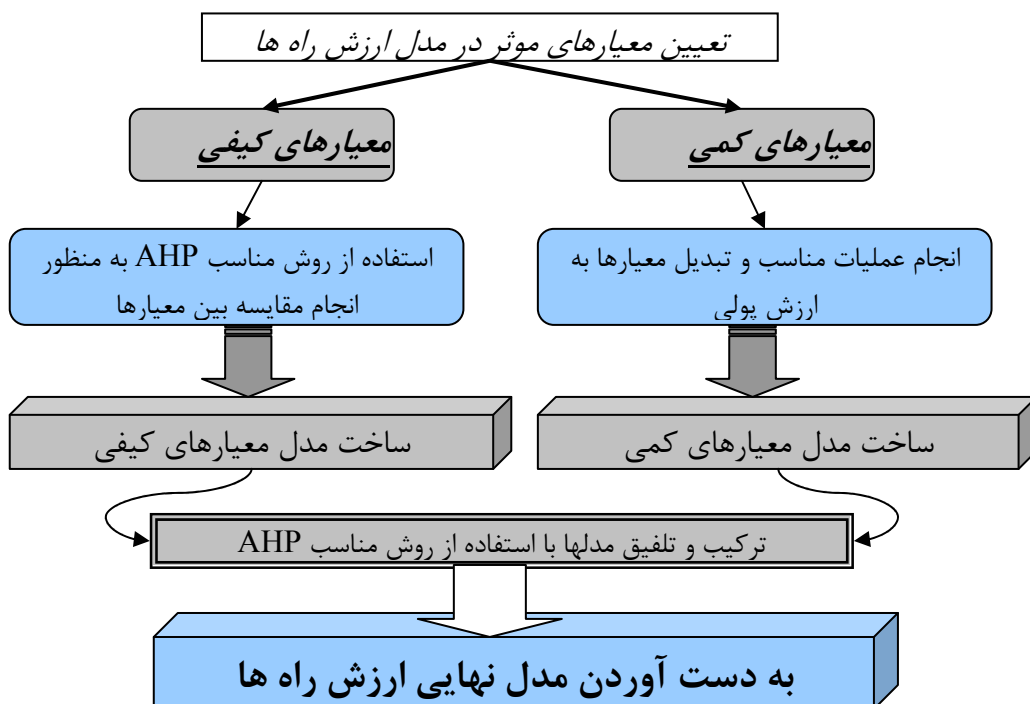 تعیین معیارهای موثر در مدل ارزش راه ها
معیارهای کمی
معیارهای کیفی
انجام عملیات مناسب و تبدیل معیارها به
ارزش پولی
استفاده از روش مناسب AHP به منظور
انجام مقایسه بین معیارها
ساخت مدل معیارهای کمی
ساخت مدل معیارهای کیفی
ترکیب و تلفیق مدلها با استفاده از روش مناسب AHP
به دست آوردن مدل نهایی ارزش راه ها